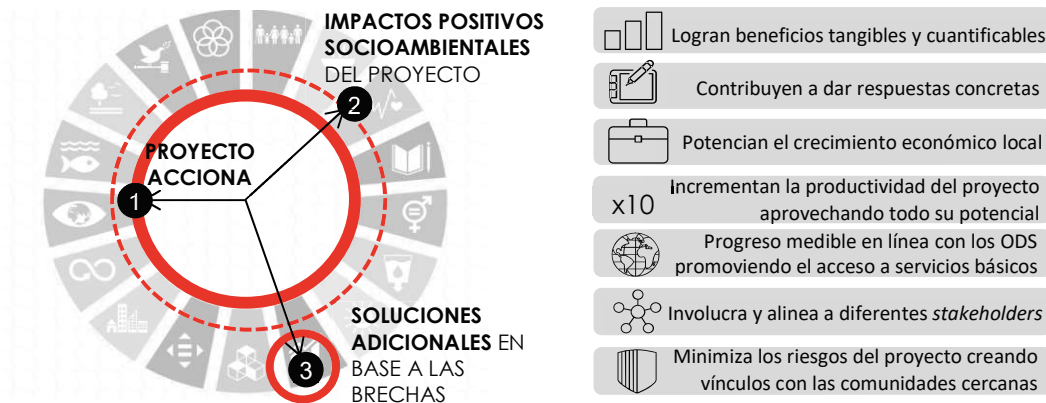 IMPACTOS POSITIVOS
SOCIOAMBIENTALES
DEL PROYECTO
2
PROYECTO
ACCIONA
1
SOLUCIONES
ADICIONALES EN
BASE A LAS
BRECHAS
3
Logran beneficios tangibles y cuantificables
Contribuyen a dar respuestas concretas
Potencian el crecimiento económico local
x10
Incrementan la productividad del proyecto
aprovechando todo su potencial
Progreso medible en línea con los ODS
promoviendo el acceso a servicios básicos
Involucra y alinea a diferentes stakeholders
Minimiza los riesgos del proyecto creando
vínculos con las comunidades cercanas